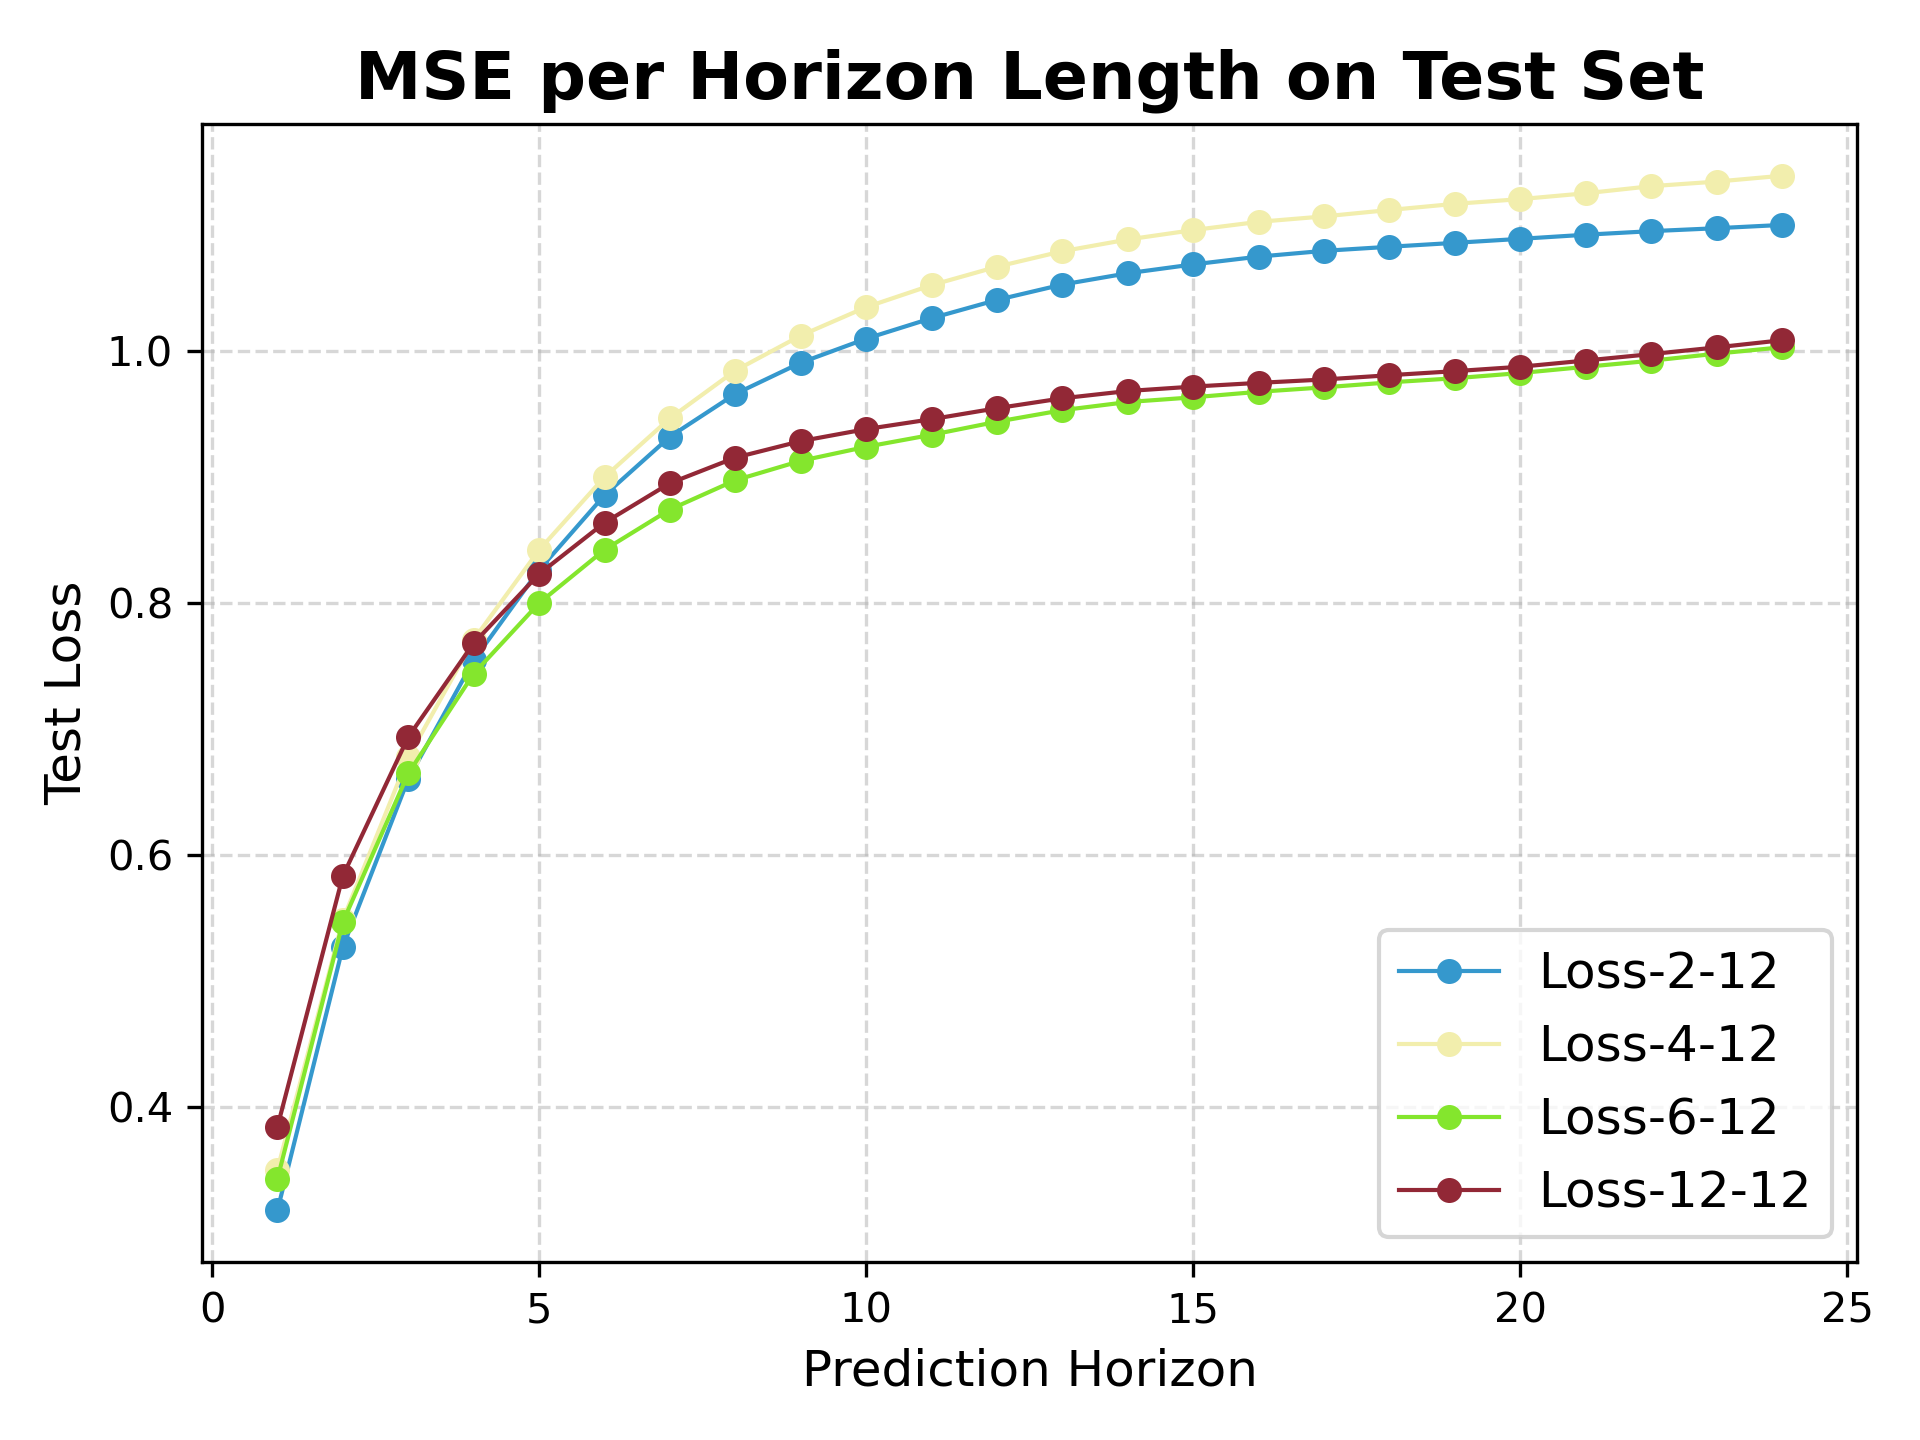 MSE per Horizon Length on Test Set
Test Loss
1.0
0.8
0.6
0.4
0 5 10 15 20 25
Prediction Horizon
Loss-2-12
Loss-4-12
Loss-6-12
Loss-12-12